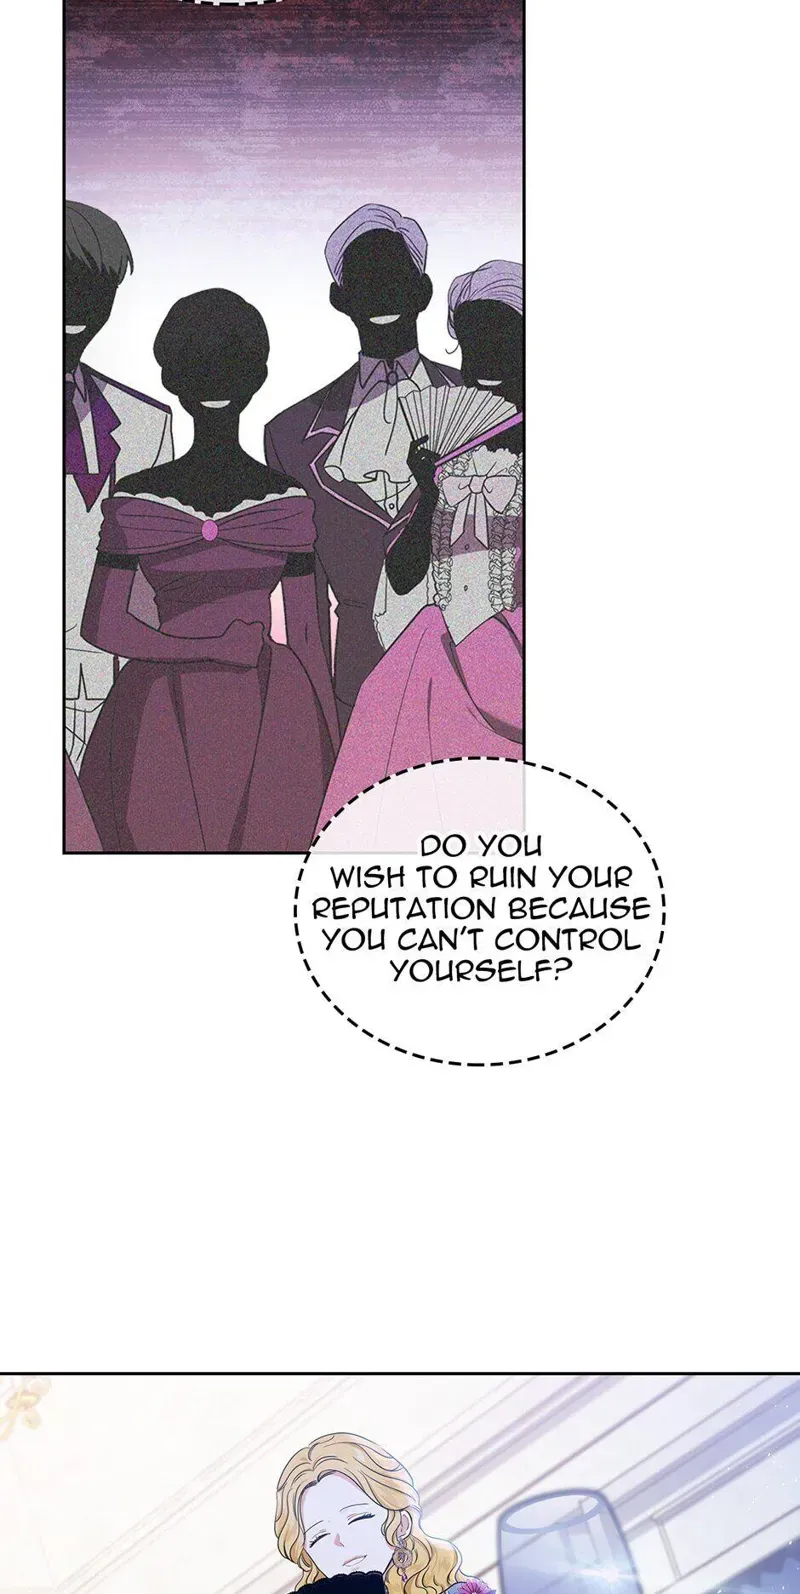 DO YOU
WISH TO RUIN YOUR
REPUTATION BECAUSE
YOU CAN'T CONTROL
YOURSELF?